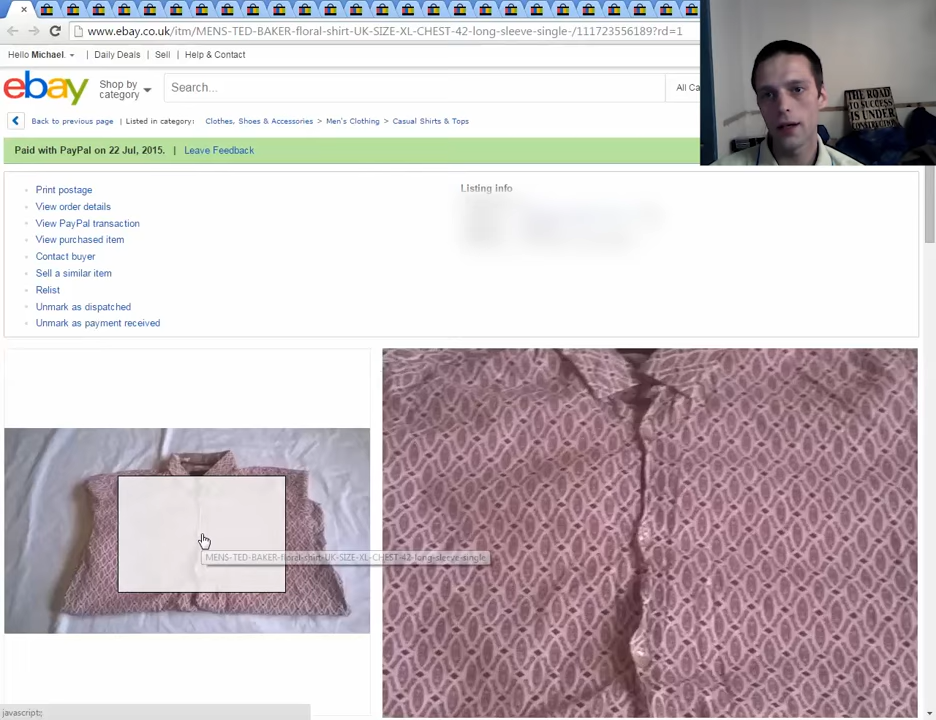 www.ebay.co.uk/itm/MENS-TED-BAKER-floral-shirt-UK-SIZE-XL-CHEST-42-long-sleeve-single-/111723556189?rd=1
Hello Michael. | Daily Deals | Sell | Help & Contact
ebay Shop by category Search... All Ca
Back to previous page | Listed in category: Clothes, Shoes & Accessories > Men's Clothing > Casual Shirts & Tops
Paid with PayPal on 22 Jul, 2015. | Leave Feedback
Print postage
View order details
View PayPal transaction
View purchased item
Contact buyer
Sell a similar item
Relist
Unmark as dispatched
Unmark as payment received
Listing info
MENS-TED-BAKER-floral-shirt-UK-SIZE-XL-CHEST-42-long-sleeve-single
javascript:;
THE ROAD
TO SUCCESS
IS UNDER
CONSTRUCTION